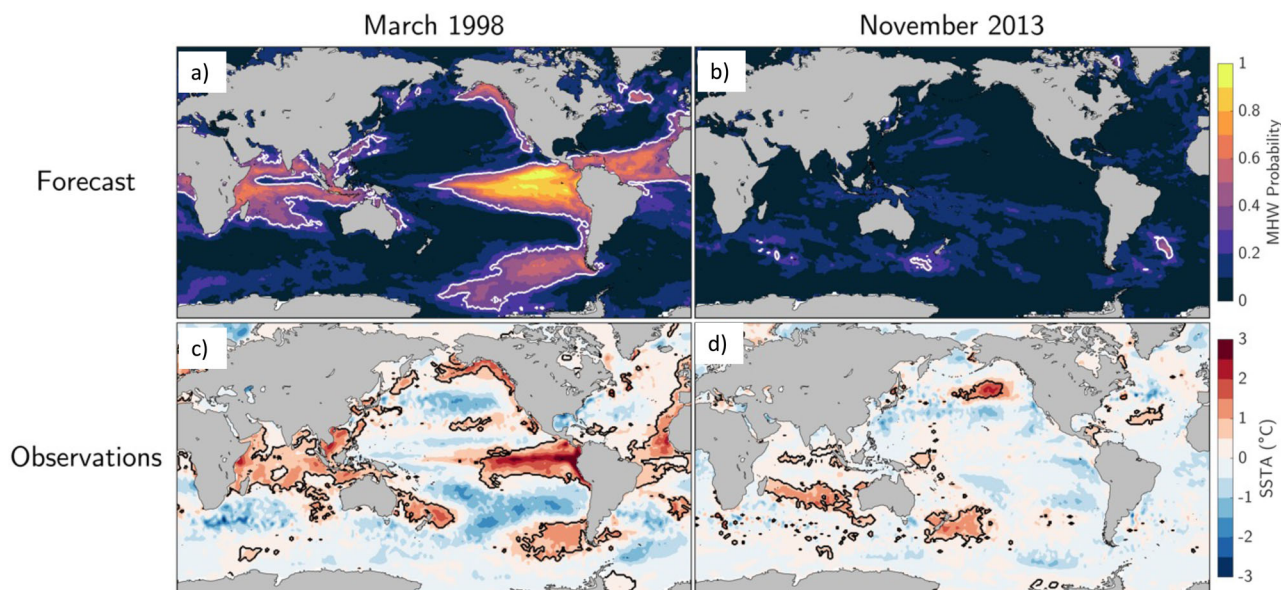 March 1998
November 2013
Forecast
a)
b)
1
0.8
0.6
0.4
0.2
0
MHW Probability
Observations
c)
d)
3
2
1
0
-1
-2
-3
SSTA (°C)